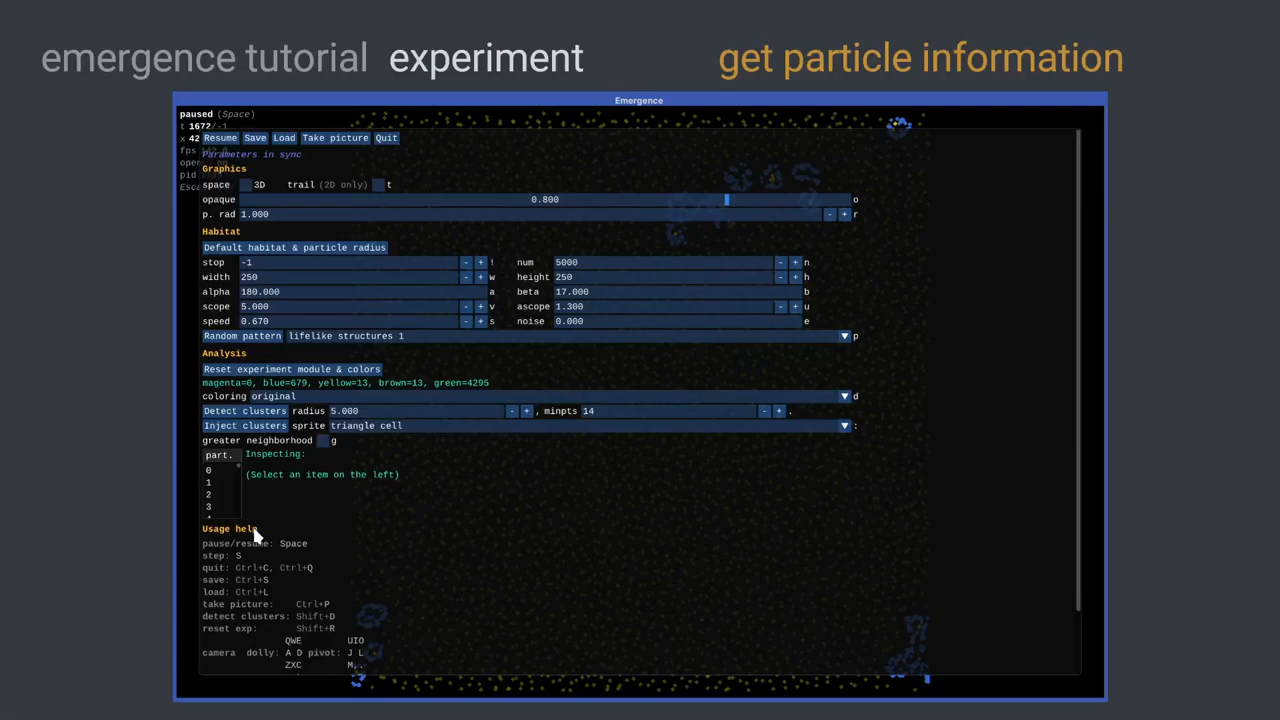 emergence tutorial experiment get particle information
Emergence
paused (Space)
t 1672/-1
x 42
Resume Save Load Take picture Quit
fps
Parameters in sync
pid
Graphics
space 3D trail (2D only) t
opaque 0.800 o
p. rad 1.000 - + r
Habitat
Default habitat & particle radius
stop -1 - + ! num 5000 - + n
width 250 - + w height 250 - + h
alpha 180.000 a beta 17.000 b
scope 5.000 - + v ascope 1.300 - + u
speed 0.670 - + s noise 0.000 e
Random pattern lifelike structures 1 p
Analysis
Reset experiment module & colors
magenta=0, blue=679, yellow=13, brown=13, green=4295
coloring original d
Detect clusters radius 5.000 - + , minpts 14 - + .
Inject clusters sprite triangle cell :
greater neighborhood g
part. Inspecting:
0
1 (Select an item on the left)
2
3
Usage help
pause/resume: Space
step: S
quit: Ctrl+C, Ctrl+Q
save: Ctrl+S
load: Ctrl+L
take picture: Ctrl+P
detect clusters: Shift+D
reset exp: Shift+R
QWE UIO
camera dolly: A D pivot: J L
ZXC M,.